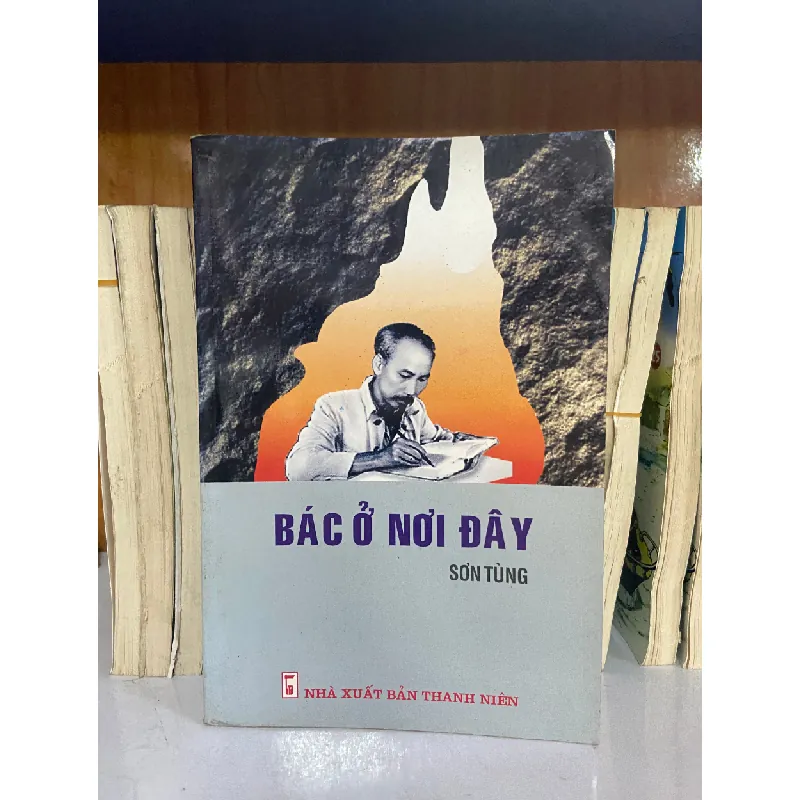 BÁC Ở NƠI ĐÂY
SƠN TÙNG
NHÀ XUẤT BẢN THANH NIÊN